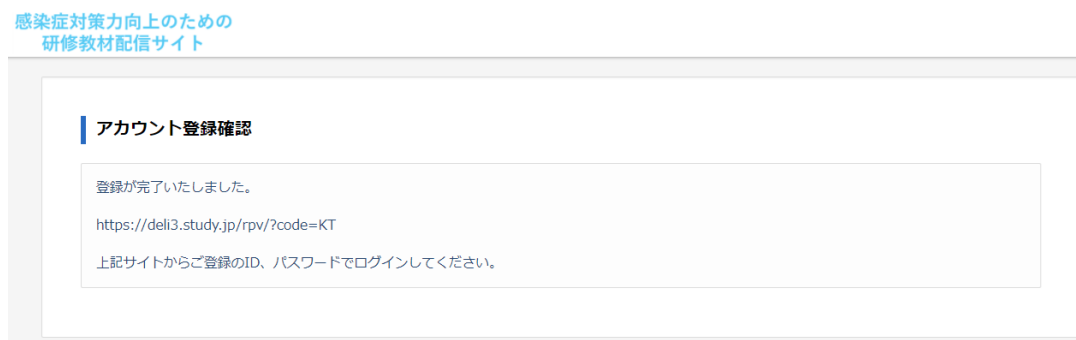 感染症対策力向上のための
研修教材配信サイト
アカウント登録確認
登録が完了いたしました。
https://deli3.study.jp/rpv/?code=KT
上記サイトからご登録のID、パスワードでログインしてください。